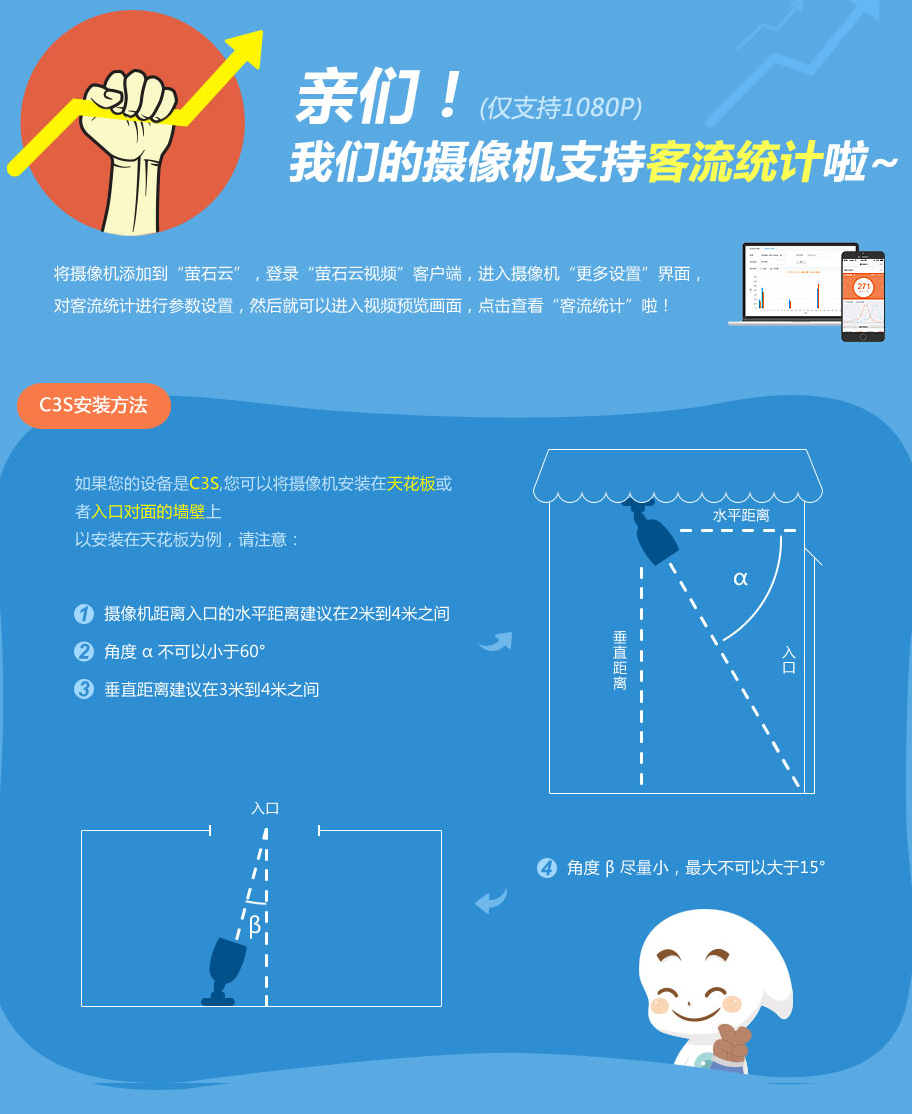 亲们！(仅支持1080P)
我们的摄像机支持客流统计啦~
将摄像机添加到“萤石云”，登录“萤石云视频”客户端，进入摄像机“更多设置”界面，
对客流统计进行参数设置，然后就可以进入视频预览画面，点击查看“客流统计”啦！
271
C3S安装方法
如果您的设备是C3S,您可以将摄像机安装在天花板或
者入口对面的墙壁上
以安装在天花板为例，请注意：
1 摄像机距离入口的水平距离建议在2米到4米之间
2 角度 α 不可以小于60°
3 垂直距离建议在3米到4米之间
水平距离
α
垂直距离
入口
入口
β
4 角度 β 尽量小，最大不可以大于15°